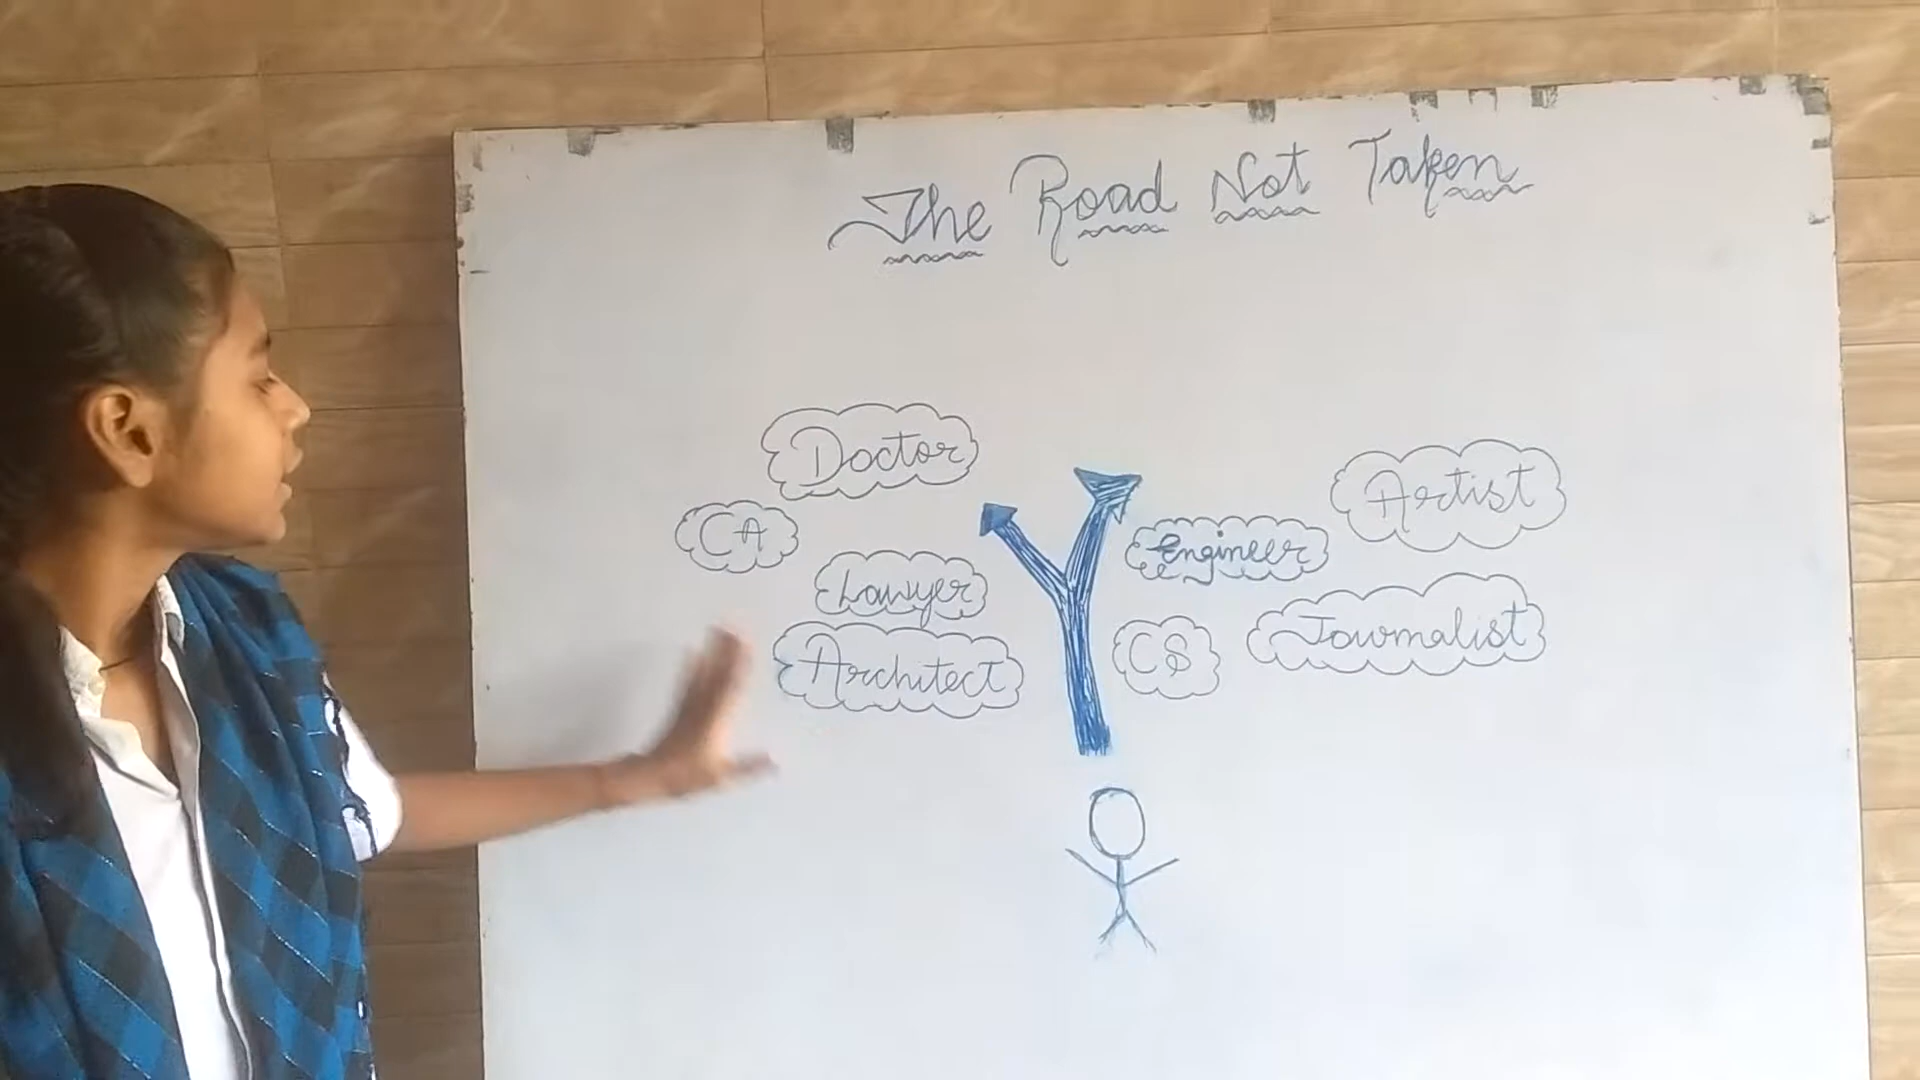 The Road Not Taken
Doctor
CA
Lawyer
Architect
Artist
Engineer
CS
Journalist